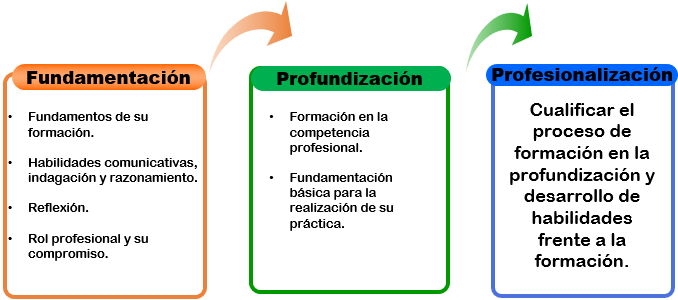 Fundamentación
• Fundamentos de su
formación.
• Habilidades comunicativas,
indagación y razonamiento.
• Reflexión.
• Rol profesional y su
compromiso.
Profundización
• Formación en la
competencia
profesional.
• Fundamentación
básica para la
realización de su
práctica.
Profesionalización
Cualificar el
proceso de
formación en la
profundización y
desarrollo de
habilidades
frente a la
formación.